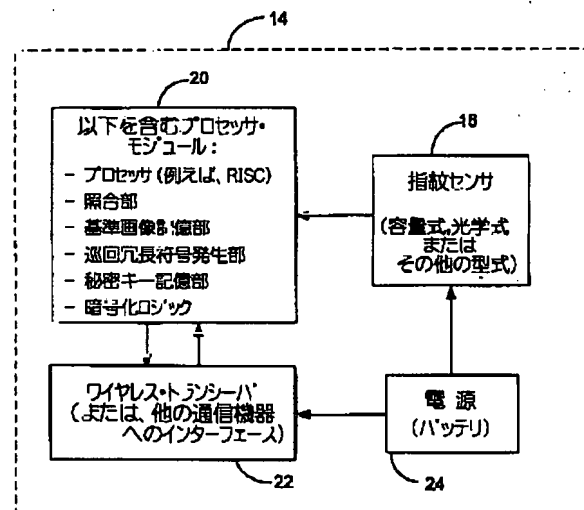 14
20
以下を含むプロセッサ・
モジュール:
- プロセッサ(例えば、RISC)
- 照合部
- 基準画像記憶部
- 巡回冗長符号発生部
- 秘密キー記憶部
- 暗号化ロジック
16
指紋センサ
(容量式,光学式
または
その他の型式)
ワイヤレス・トランシーバ
(または、他の通信機器
へのインターフェース)
22
電源
(バッテリ)
24